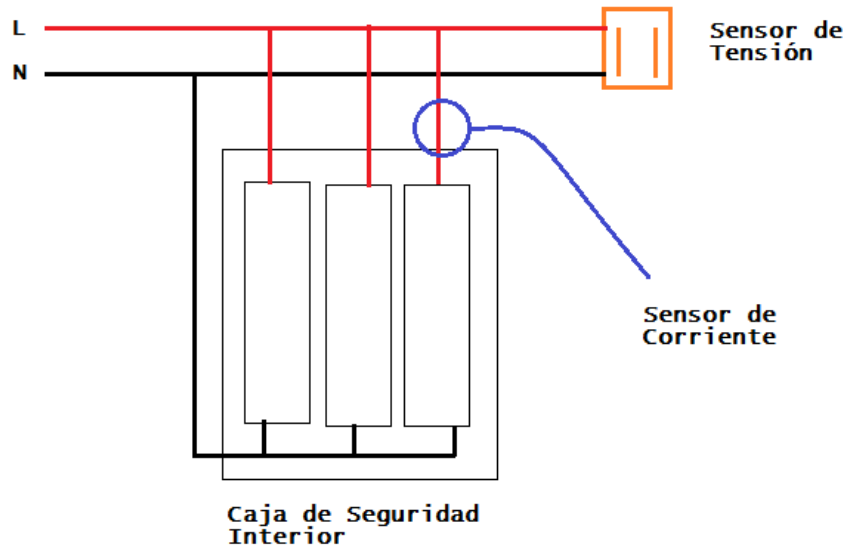 L
Sensor de
Tensión
N
Sensor de
Corriente
Caja de Seguridad
Interior